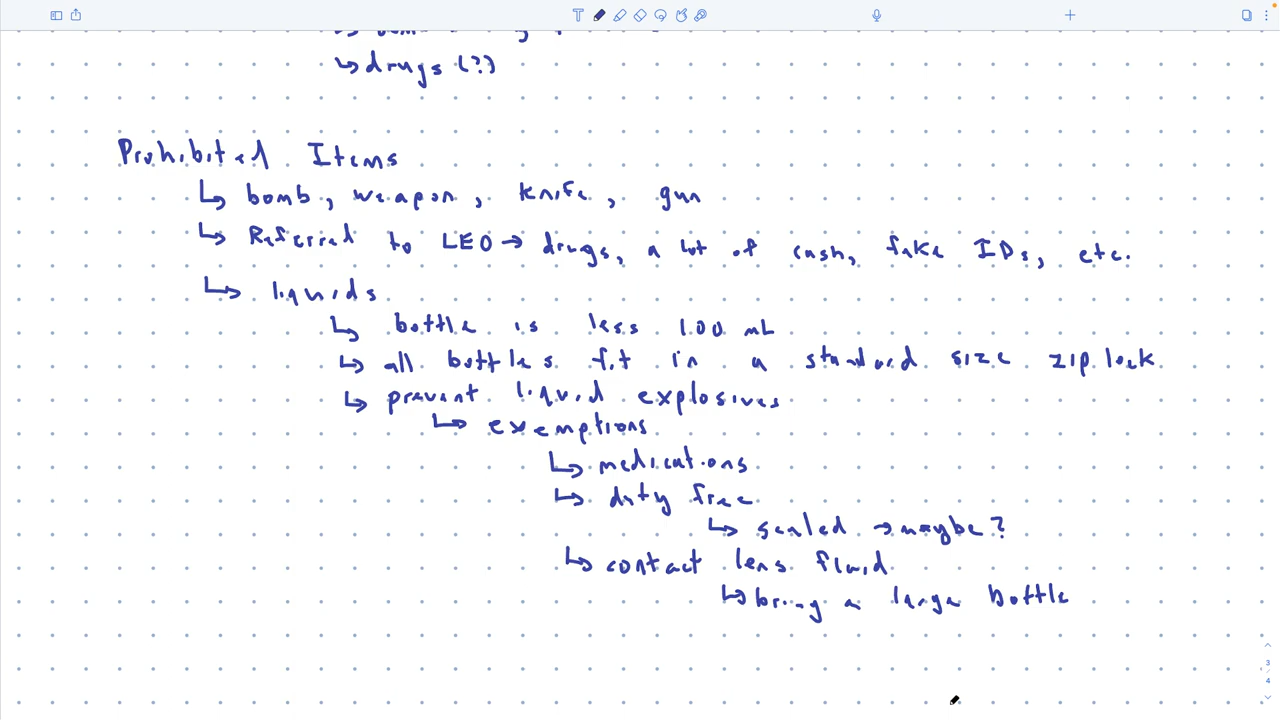 ↳ drugs (?)
Prohibited Items
↳ bomb, weapon, knife, gun
↳ Referred to LEO → drugs, a lot of cash, fake IDs, etc.
↳ liquids
↳ bottle is less 100 mL
↳ all bottles fit in a standard size zip lock
↳ prevent liquid explosives
↳ exemptions
↳ medications
↳ duty free
↳ sealed → maybe?
↳ contact lens fluid
↳ bring a large bottle
3
4